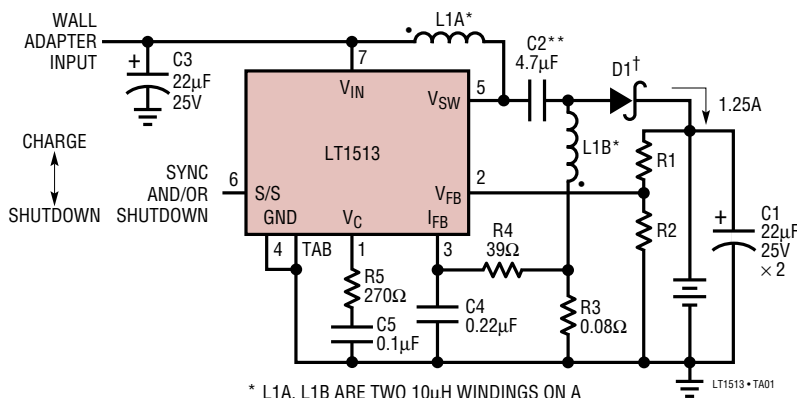 WALL
ADAPTER
INPUT
L1A*
C3
22µF
25V
7
V_IN
5
V_SW
C2**
4.7µF
D1†
1.25A
LT1513
L1B*
R1
CHARGE
SHUTDOWN
SYNC
AND/OR
SHUTDOWN
6
S/S
2
V_FB
GND
V_C
I_FB
R2
C1
22µF
25V
× 2
4
TAB
1
3
R4
39Ω
R5
270Ω
C4
0.22µF
R3
0.08Ω
C5
0.1µF
LT1513 • TA01
* L1A, L1B ARE TWO 10µH WINDINGS ON A